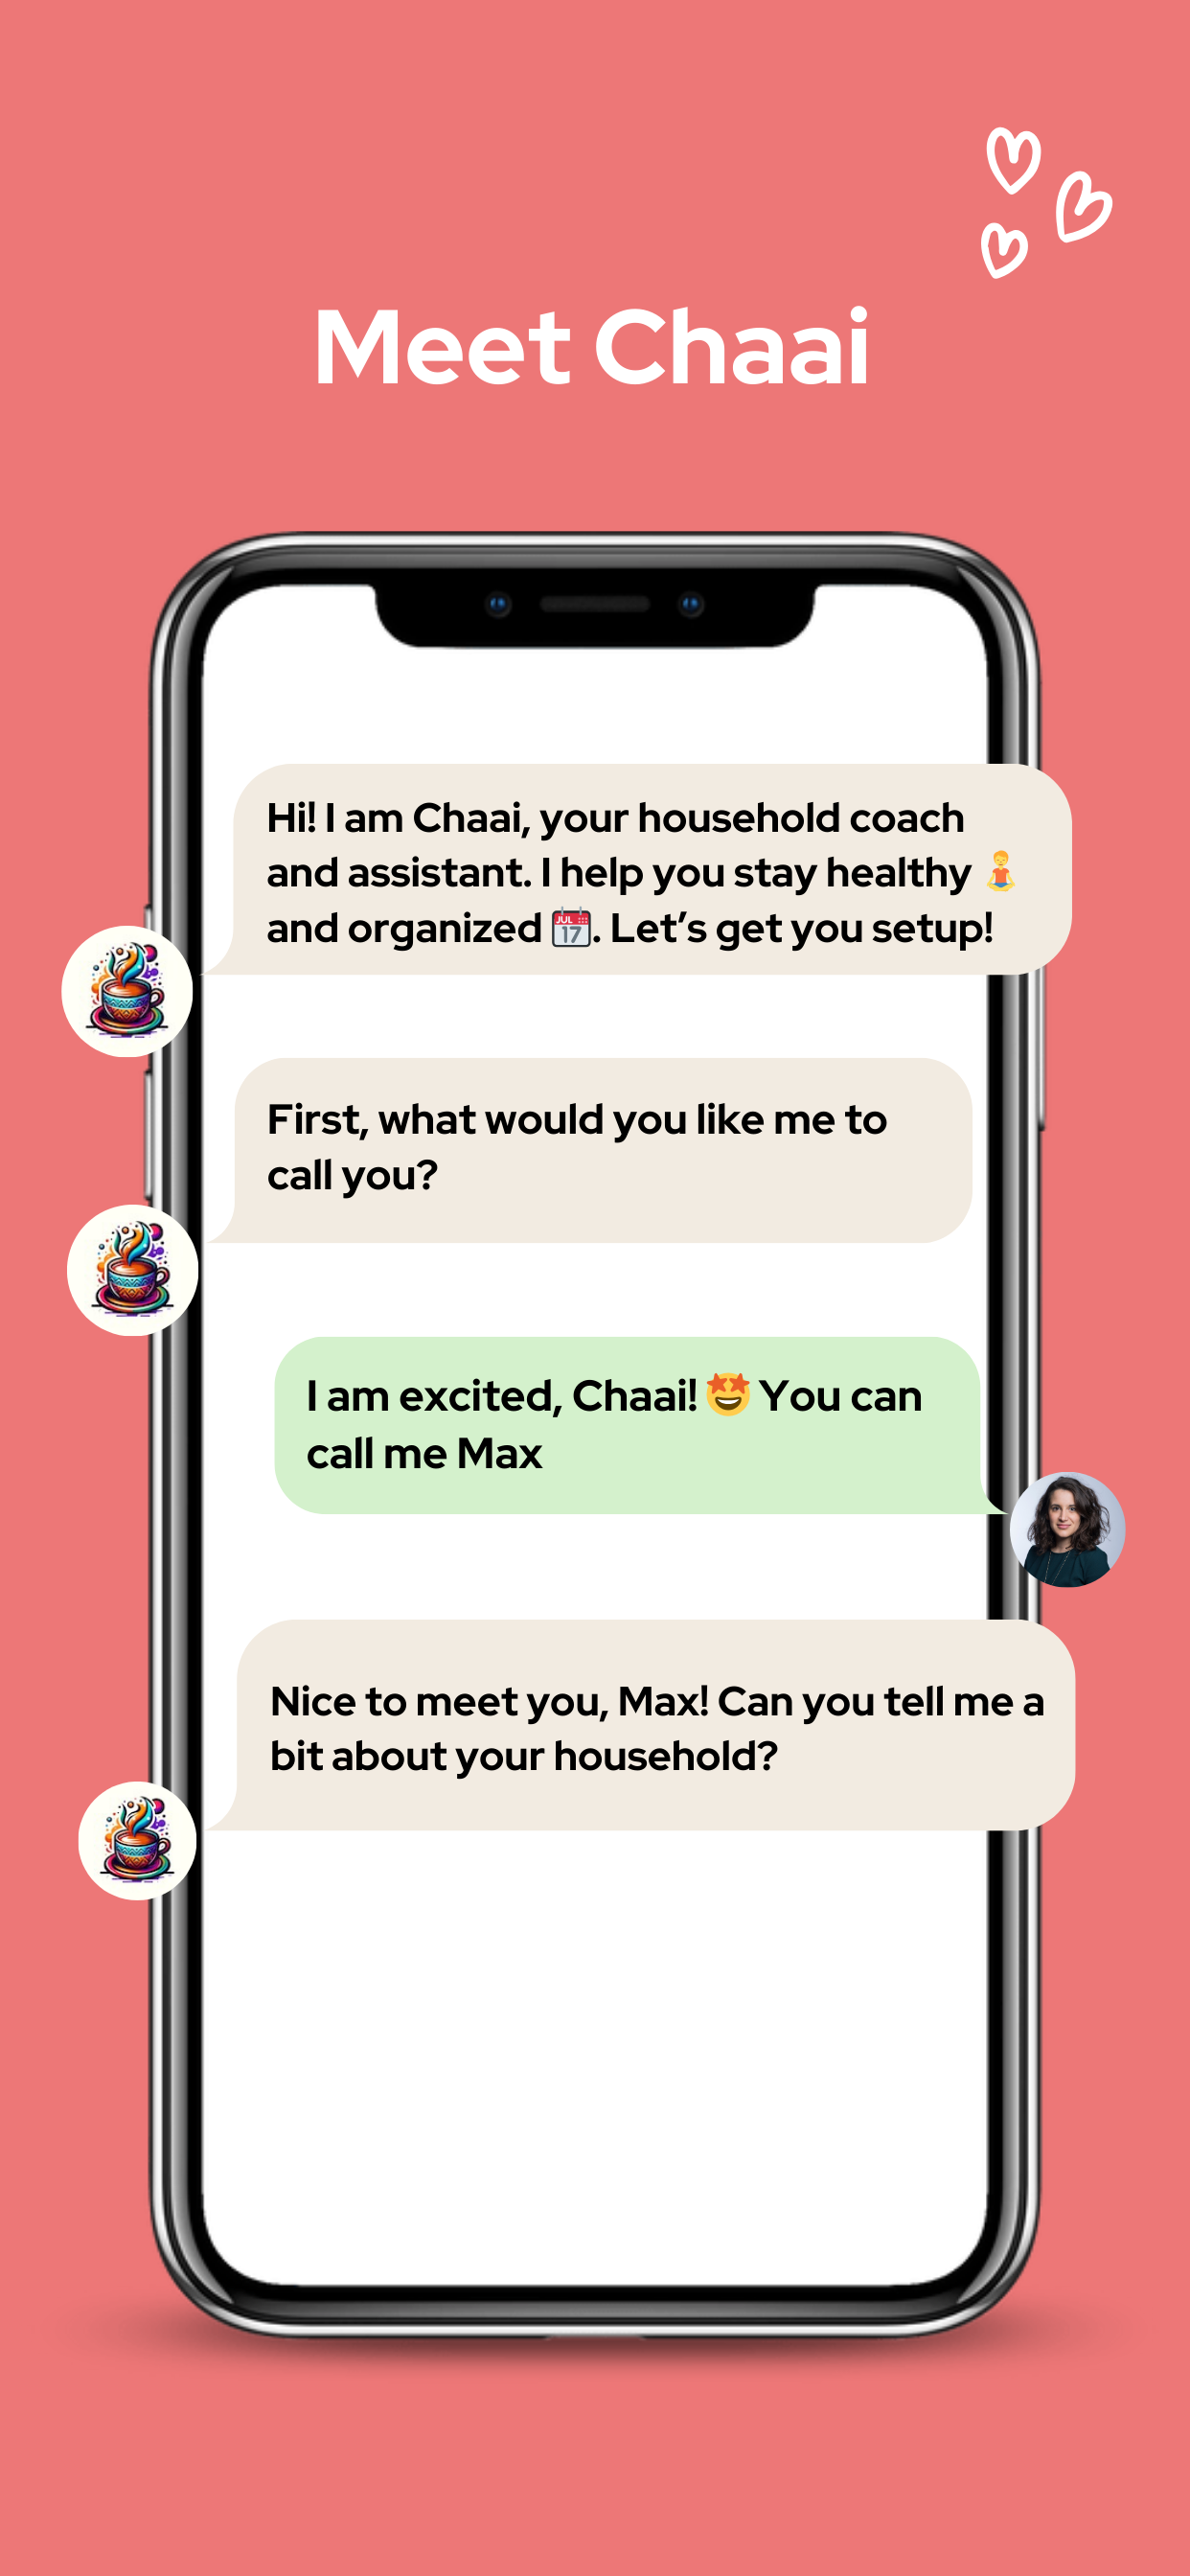 Meet Chaai
Hi! I am Chaai, your household coach
and assistant. I help you stay healthy 🧘
and organized 📅. Let’s get you setup!
First, what would you like me to
call you?
I am excited, Chaai! 🤩 You can
call me Max
Nice to meet you, Max! Can you tell me a
bit about your household?